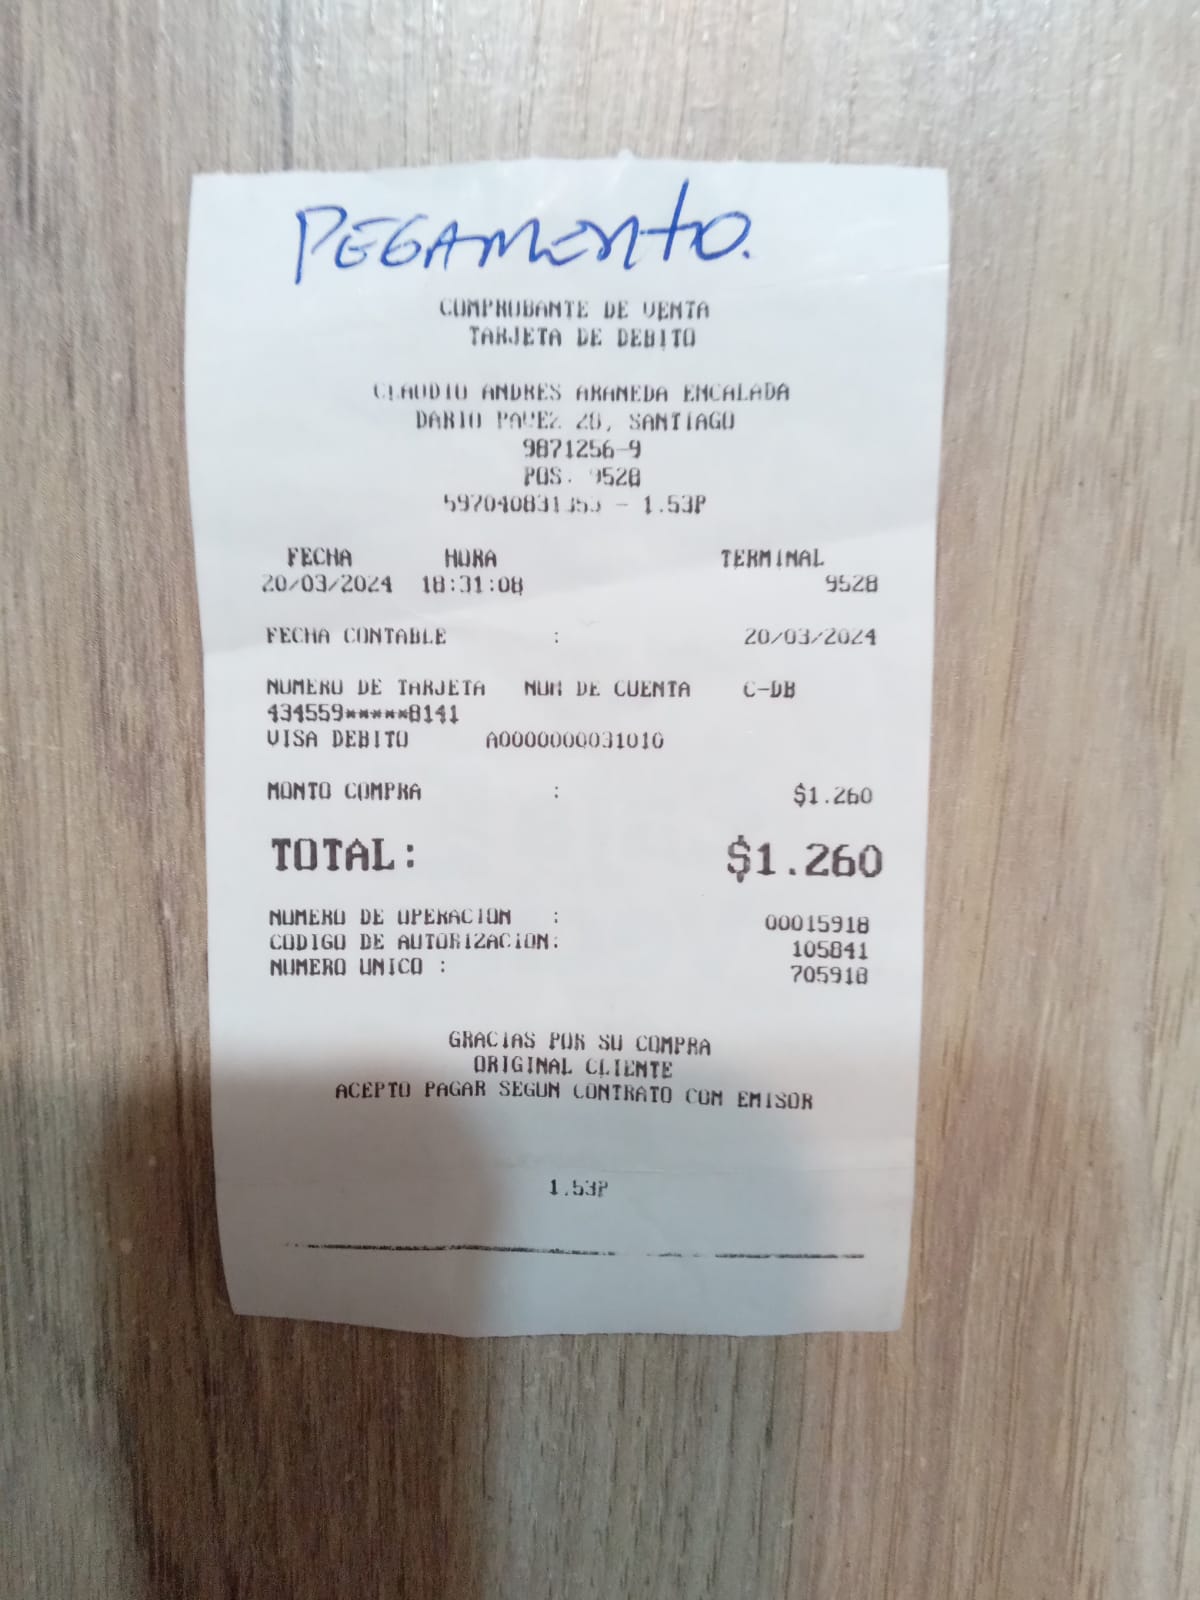 PEGAMENTO.
COMPROBANTE DE VENTA
TARJETA DE DEBITO
CLAUDIO ANDRES ARANEDA ENCALADA
DARIO PAVEZ 28, SANTIAGO
9871256-9
POS. 9528
597040831353 - 1.53P
FECHA HORA TERMINAL
20/03/2024 18:31:08 9528
FECHA CONTABLE : 20/03/2024
NUMERO DE TARJETA NUM DE CUENTA C-DB
434559*****8141
VISA DEBITO A0000000031010
MONTO COMPRA : $1.260
TOTAL: $1.260
NUMERO DE OPERACION : 00015918
CODIGO DE AUTORIZACION: 105841
NUMERO UNICO : 705918
GRACIAS POR SU COMPRA
ORIGINAL CLIENTE
ACEPTO PAGAR SEGUN CONTRATO CON EMISOR
1.53P